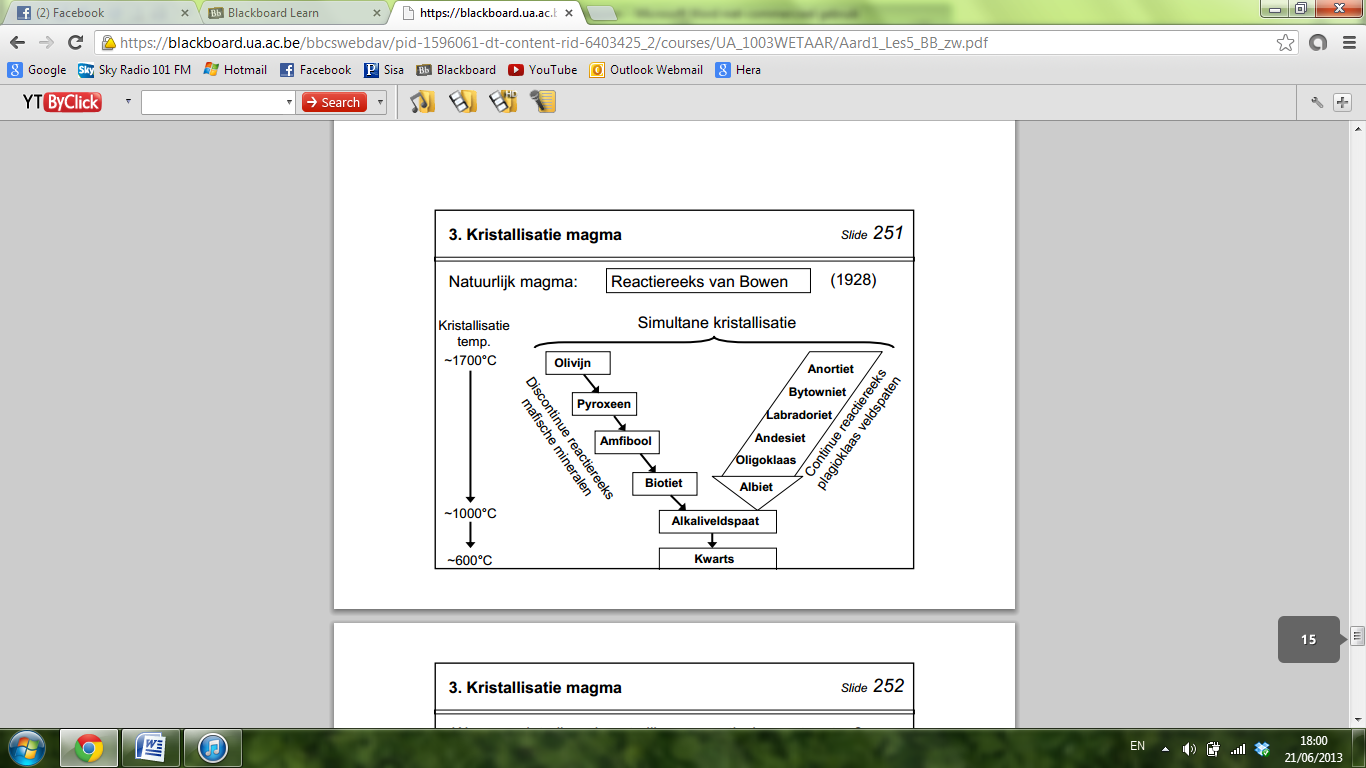 (2) Facebook
Blackboard Learn
https://blackboard.ua.ac.b
https://blackboard.ua.ac.be/bbcswebdav/pid-1596061-dt-content-rid-6403425_2/courses/UA_1003WETAAR/Aard1_Les5_BB_zw.pdf
Google Sky Radio 101 FM Hotmail Facebook Sisa Blackboard YouTube Outlook Webmail Hera
YT ByClick Search
3. Kristallisatie magma Slide 251
Natuurlijk magma: Reactiereeks van Bowen (1928)
Kristallisatie
temp.
Simultane kristallisatie
~1700°C
~1000°C
~600°C
Olivijn
Pyroxeen
Amfibool
Biotiet
Discontinue reactiereeks
mafische mineralen
Anortiet
Bytowniet
Labradoriet
Andesiet
Oligoklaas
Albiet
Continue reactiereeks
plagioklaas veldspaten
Alkaliveldspaat
Kwarts
15
3. Kristallisatie magma Slide 252
EN
18:00
21/06/2013